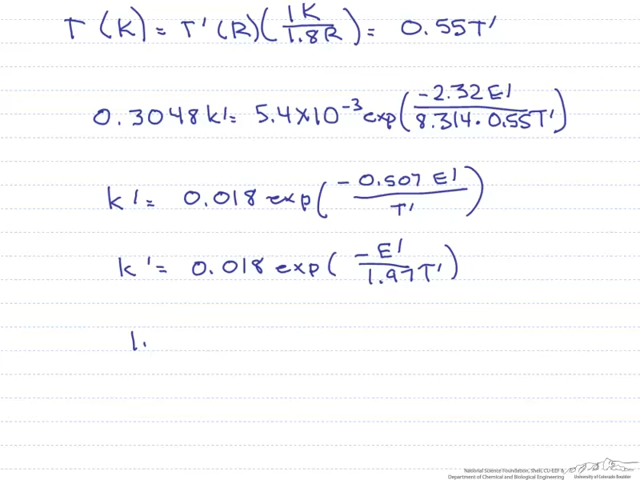 T (K) = T' (R) (1K / 1.8R) = 0.55T'
0.3048 k' = 5.4×10⁻³ exp(-2.32E' / 8.314·0.55T')
k' = 0.018 exp(-0.507 E' / T')
k' = 0.018 exp(-E' / 1.97T')
1.
National Science Foundation, Shell, CU EEF &
Department of Chemical and Biological Engineering
University of Colorado Boulder